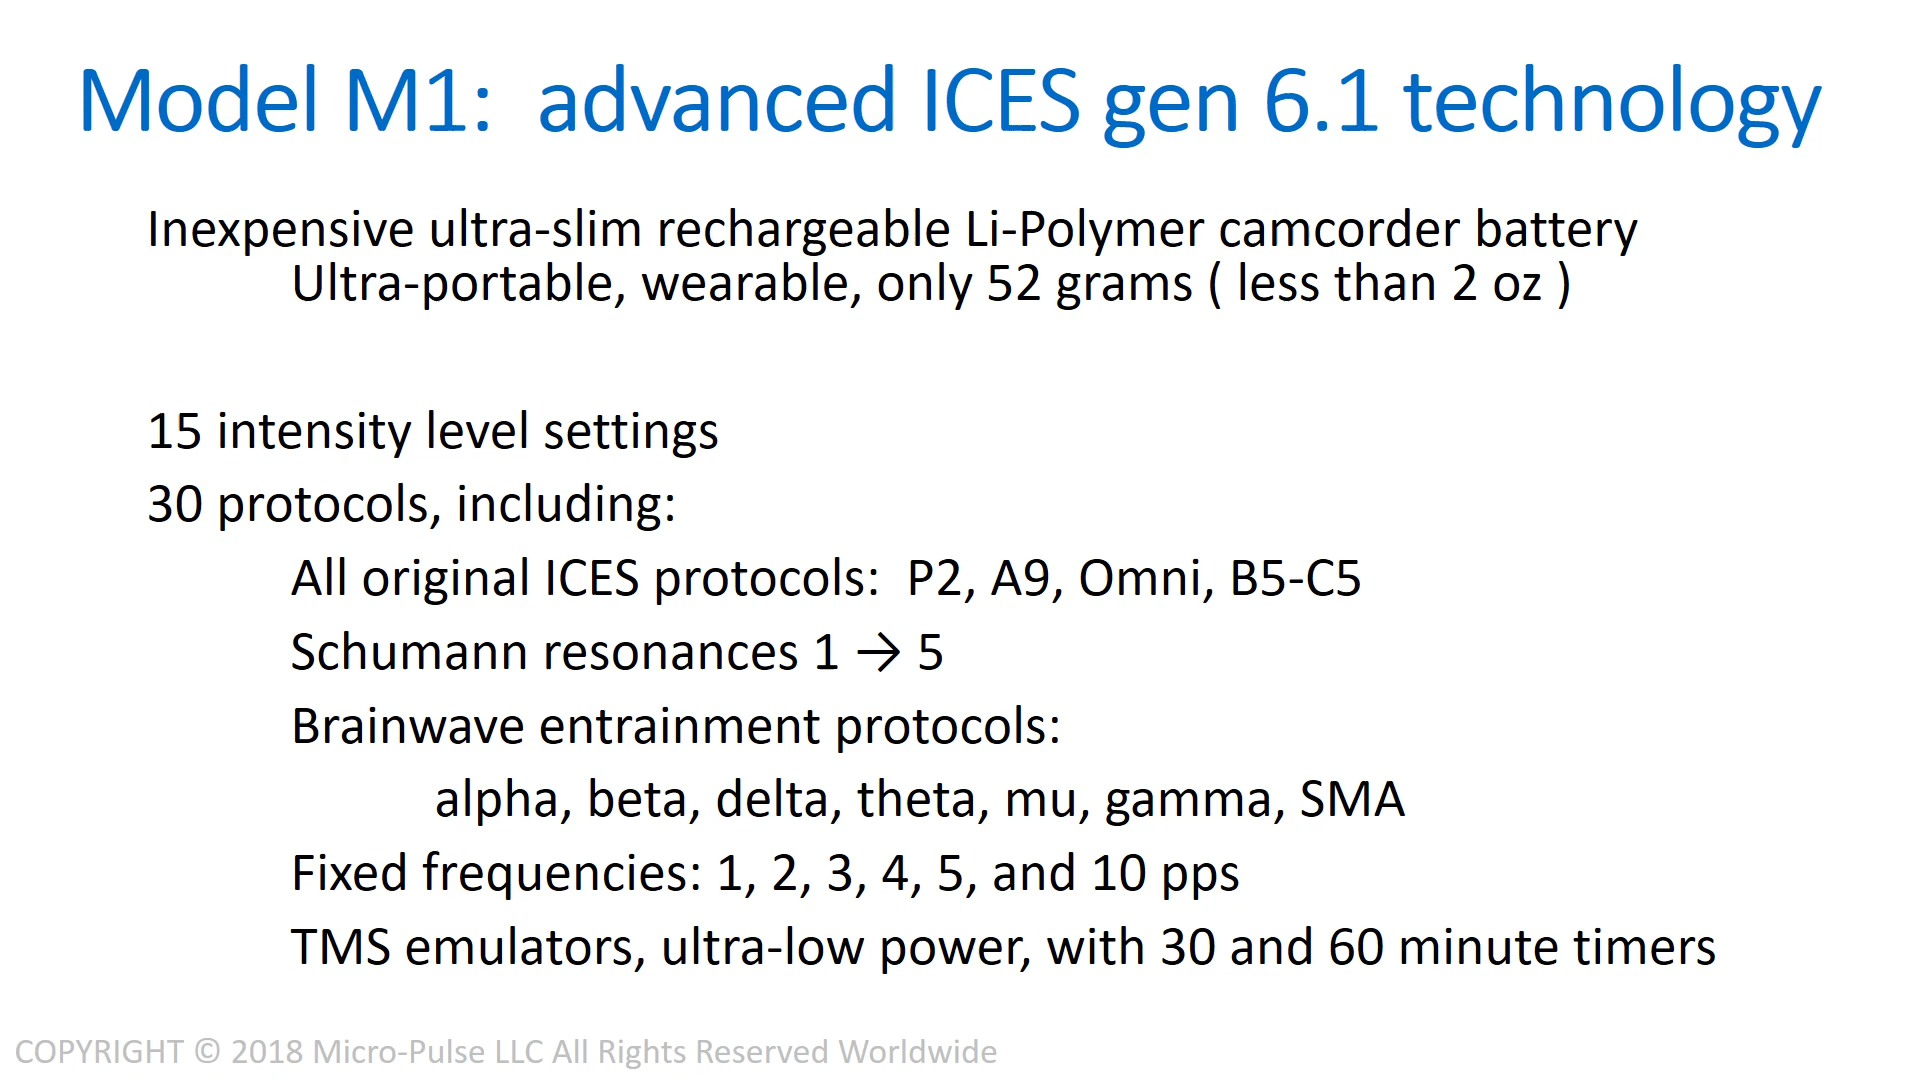 Model M1:  advanced ICES gen 6.1 technology
Inexpensive ultra-slim rechargeable Li-Polymer camcorder battery
Ultra-portable, wearable, only 52 grams ( less than 2 oz )
15 intensity level settings
30 protocols, including:
All original ICES protocols:  P2, A9, Omni, B5-C5
Schumann resonances 1 → 5
Brainwave entrainment protocols:
alpha, beta, delta, theta, mu, gamma, SMA
Fixed frequencies: 1, 2, 3, 4, 5, and 10 pps
TMS emulators, ultra-low power, with 30 and 60 minute timers
COPYRIGHT © 2018 Micro-Pulse LLC All Rights Reserved Worldwide